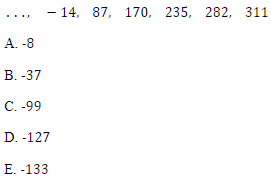 ..., −14, 87, 170, 235, 282, 311
A. -8
B. -37
C. -99
D. -127
E. -133